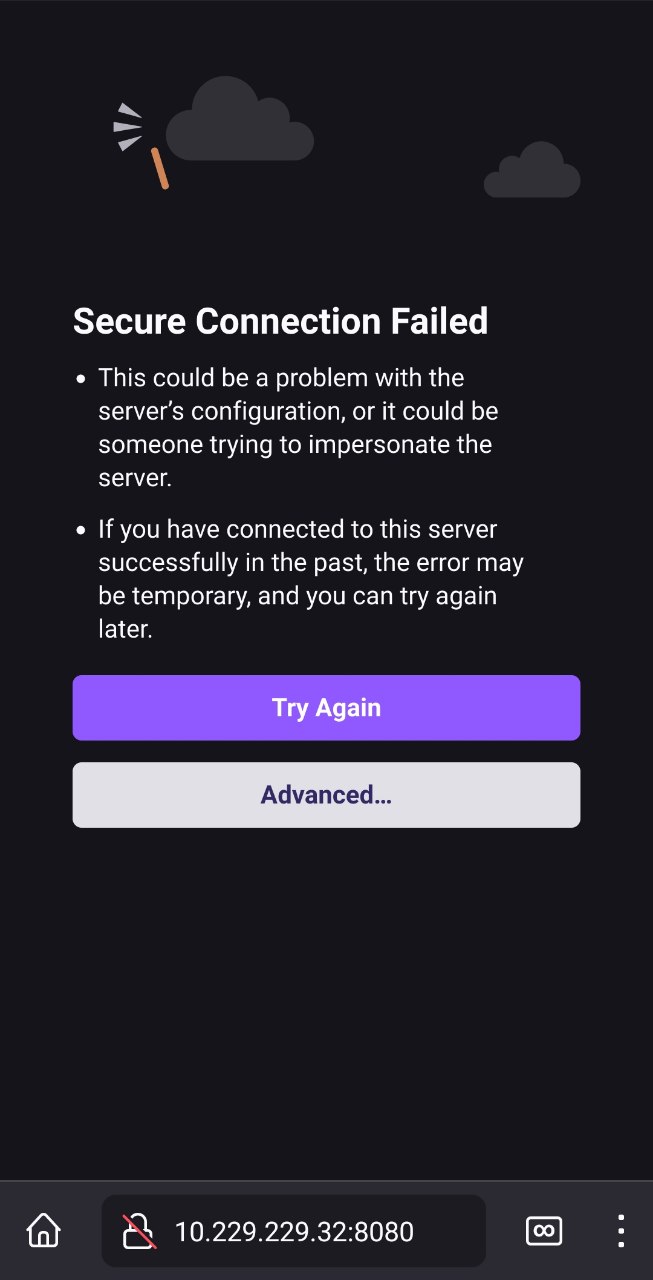 Secure Connection Failed
• This could be a problem with the
server’s configuration, or it could be
someone trying to impersonate the
server.
• If you have connected to this server
successfully in the past, the error may
be temporary, and you can try again
later.
Try Again
Advanced…
10.229.229.32:8080
∞